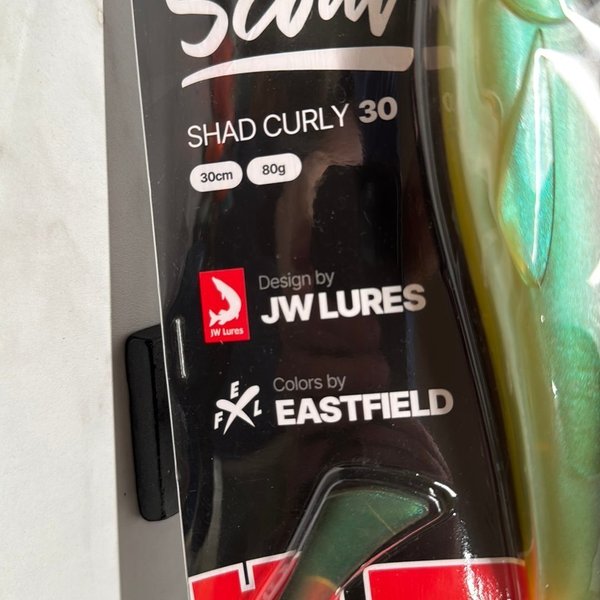 Scout
SHAD CURLY 30
30cm 80g
JW Lures
Design by
JW LURES
E
F L
Colors by
EASTFIELD